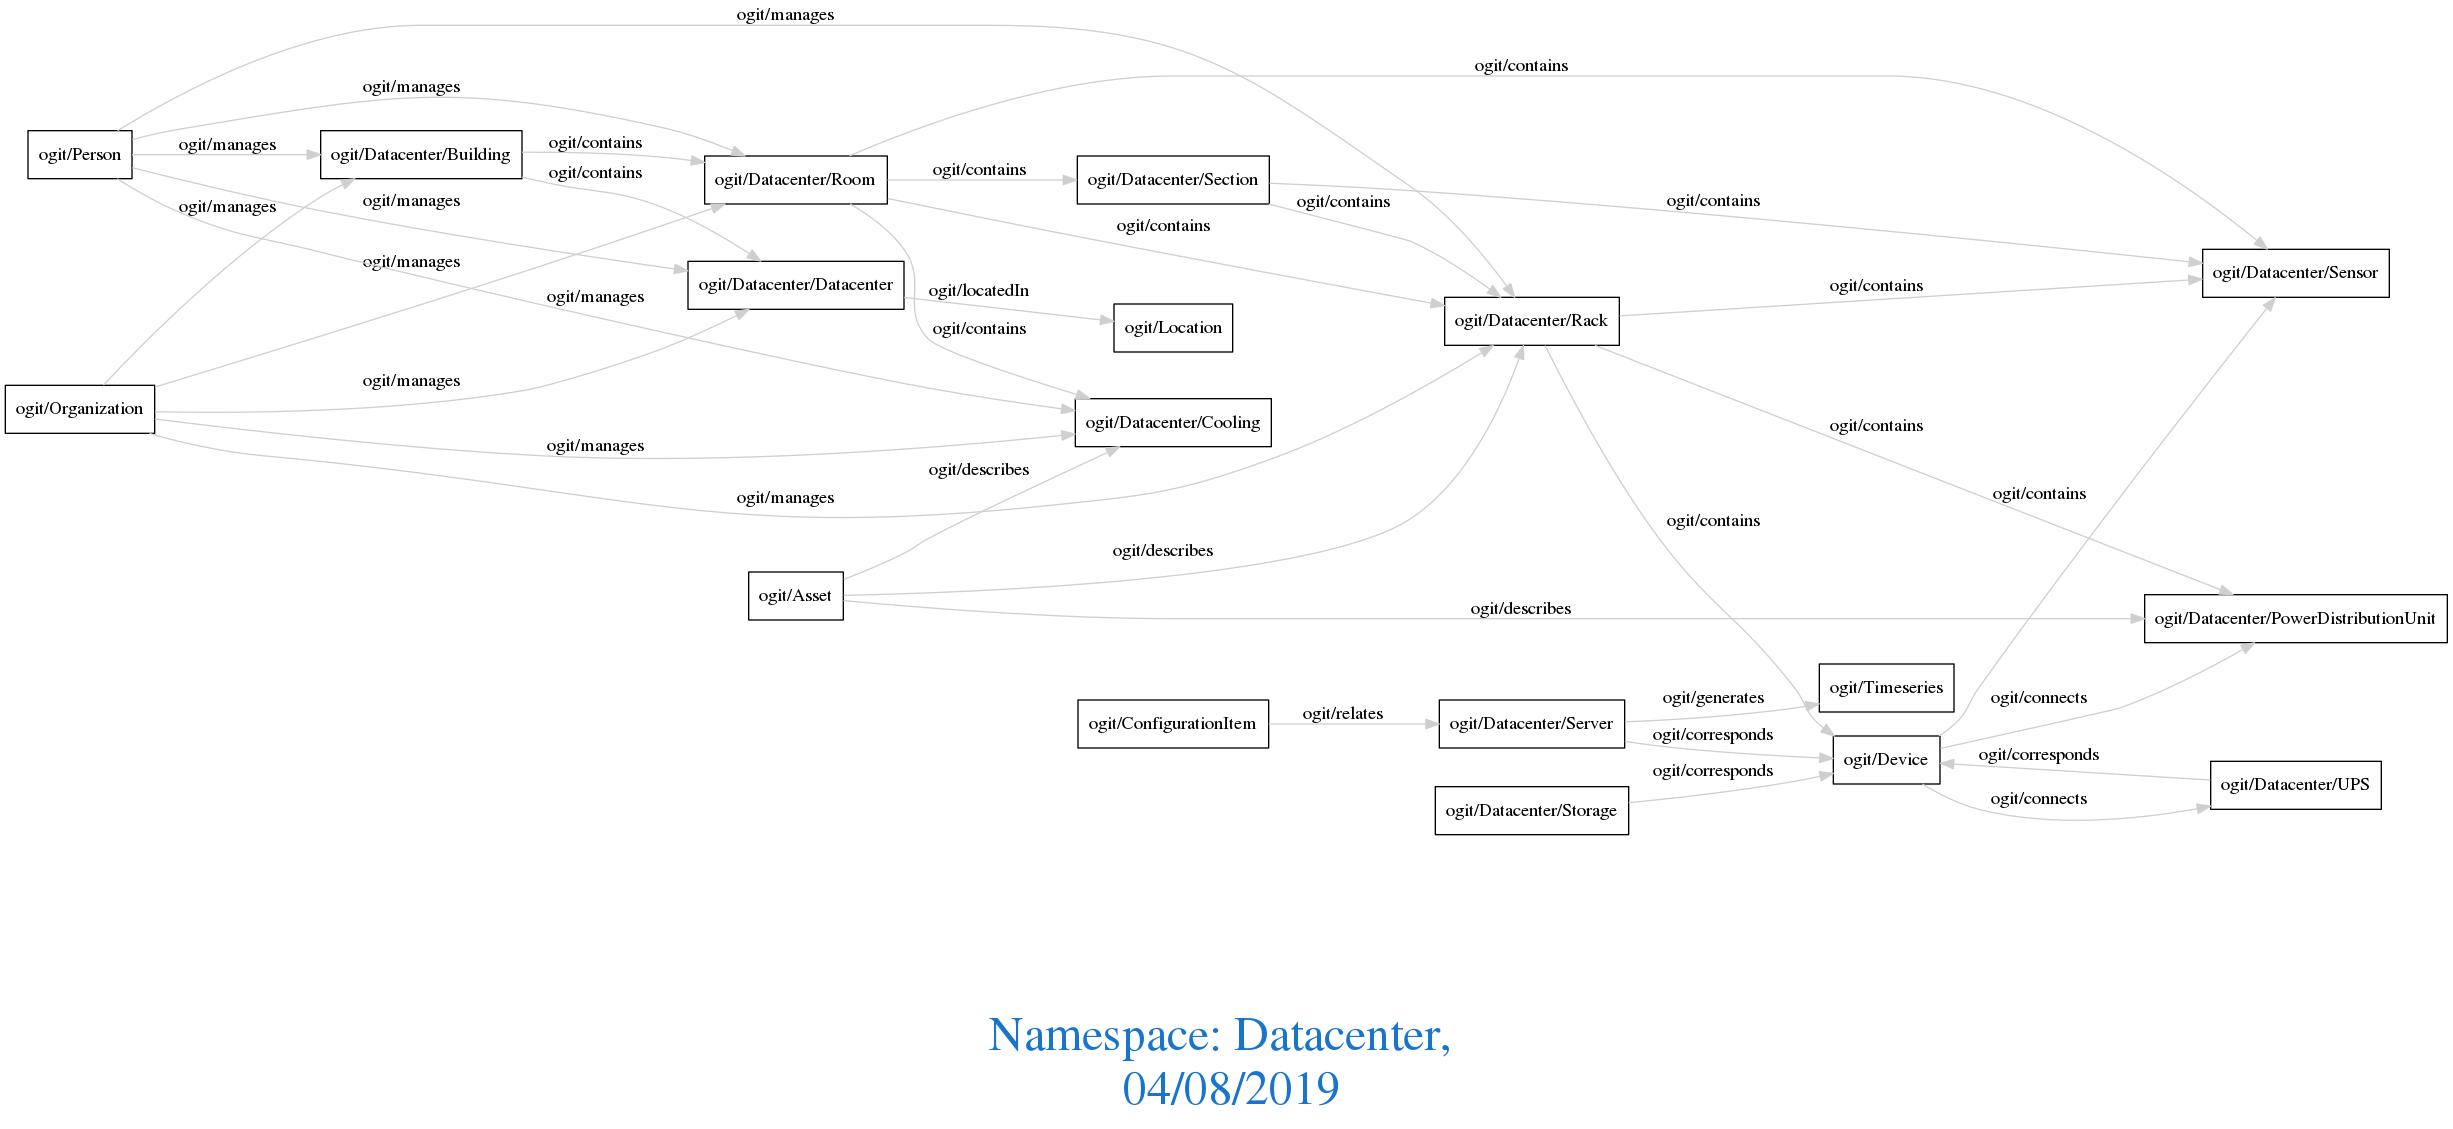 ogit/manages
ogit/contains
ogit/manages
ogit/Person
ogit/manages
ogit/Datacenter/Building
ogit/contains
ogit/contains
ogit/Datacenter/Room
ogit/contains
ogit/Datacenter/Section
ogit/manages
ogit/manages
ogit/contains
ogit/contains
ogit/contains
ogit/manages
ogit/Datacenter/Datacenter
ogit/locatedIn
ogit/Location
ogit/manages
ogit/contains
ogit/Datacenter/Rack
ogit/contains
ogit/Datacenter/Sensor
ogit/Organization
ogit/manages
ogit/manages
ogit/Datacenter/Cooling
ogit/contains
ogit/describes
ogit/manages
ogit/contains
ogit/contains
ogit/Asset
ogit/describes
ogit/describes
ogit/Datacenter/PowerDistributionUnit
ogit/ConfigurationItem
ogit/relates
ogit/Datacenter/Server
ogit/generates
ogit/Timeseries
ogit/connects
ogit/corresponds
ogit/Device
ogit/corresponds
ogit/corresponds
ogit/Datacenter/UPS
ogit/Datacenter/Storage
ogit/connects
Namespace: Datacenter,
04/08/2019